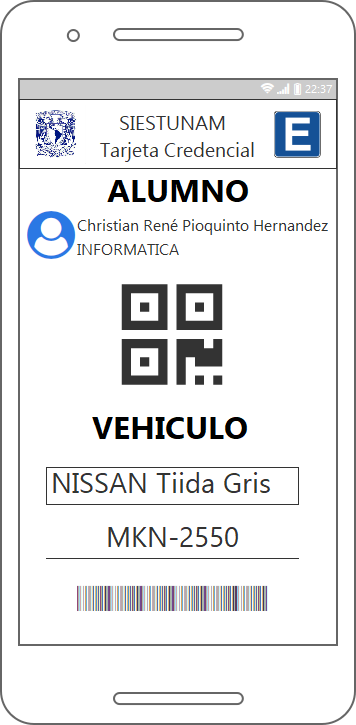 22:37
SIESTUNAM
E
Tarjeta Credencial
ALUMNO
Christian René Pioquinto Hernandez
INFORMATICA
VEHICULO
NISSAN Tiida Gris
MKN-2550